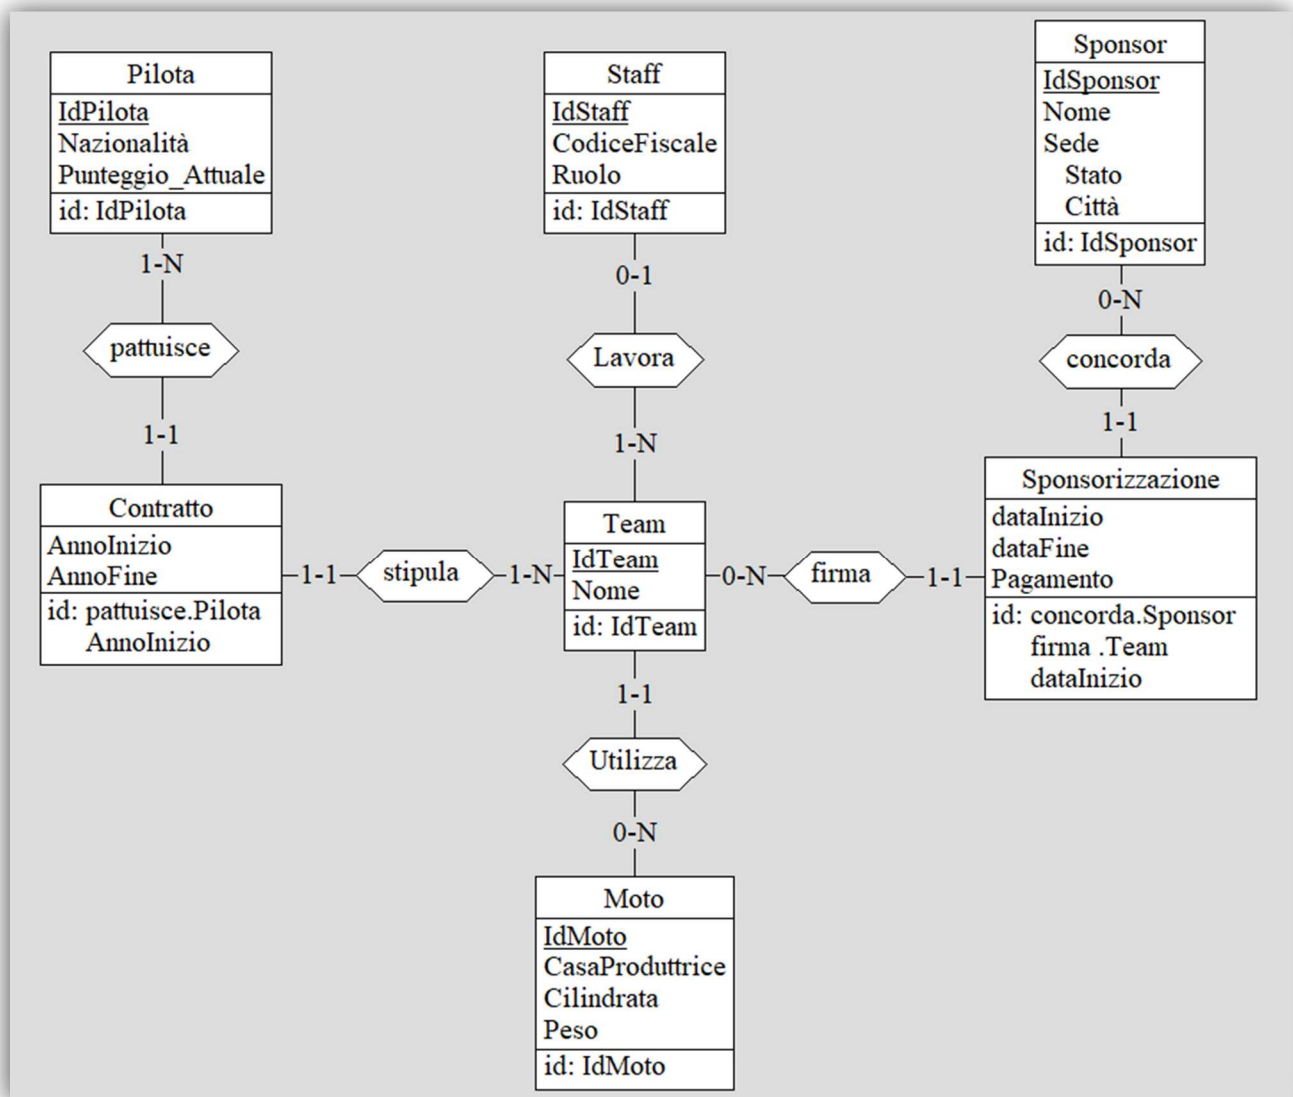 Pilota
IdPilota
Nazionalità
Punteggio_Attuale
id: IdPilota
1-N
pattuisce
1-1
Contratto
AnnoInizio
AnnoFine
id: pattuisce.Pilota
AnnoInizio
1-1
stipula
1-N
Staff
IdStaff
CodiceFiscale
Ruolo
id: IdStaff
0-1
Lavora
1-N
Team
IdTeam
Nome
id: IdTeam
1-1
Utilizza
0-N
Moto
IdMoto
CasaProduttrice
Cilindrata
Peso
id: IdMoto
0-N
firma
1-1
Sponsor
IdSponsor
Nome
Sede
Stato
Città
id: IdSponsor
0-N
concorda
1-1
Sponsorizzazione
dataInizio
dataFine
Pagamento
id: concorda.Sponsor
firma .Team
dataInizio